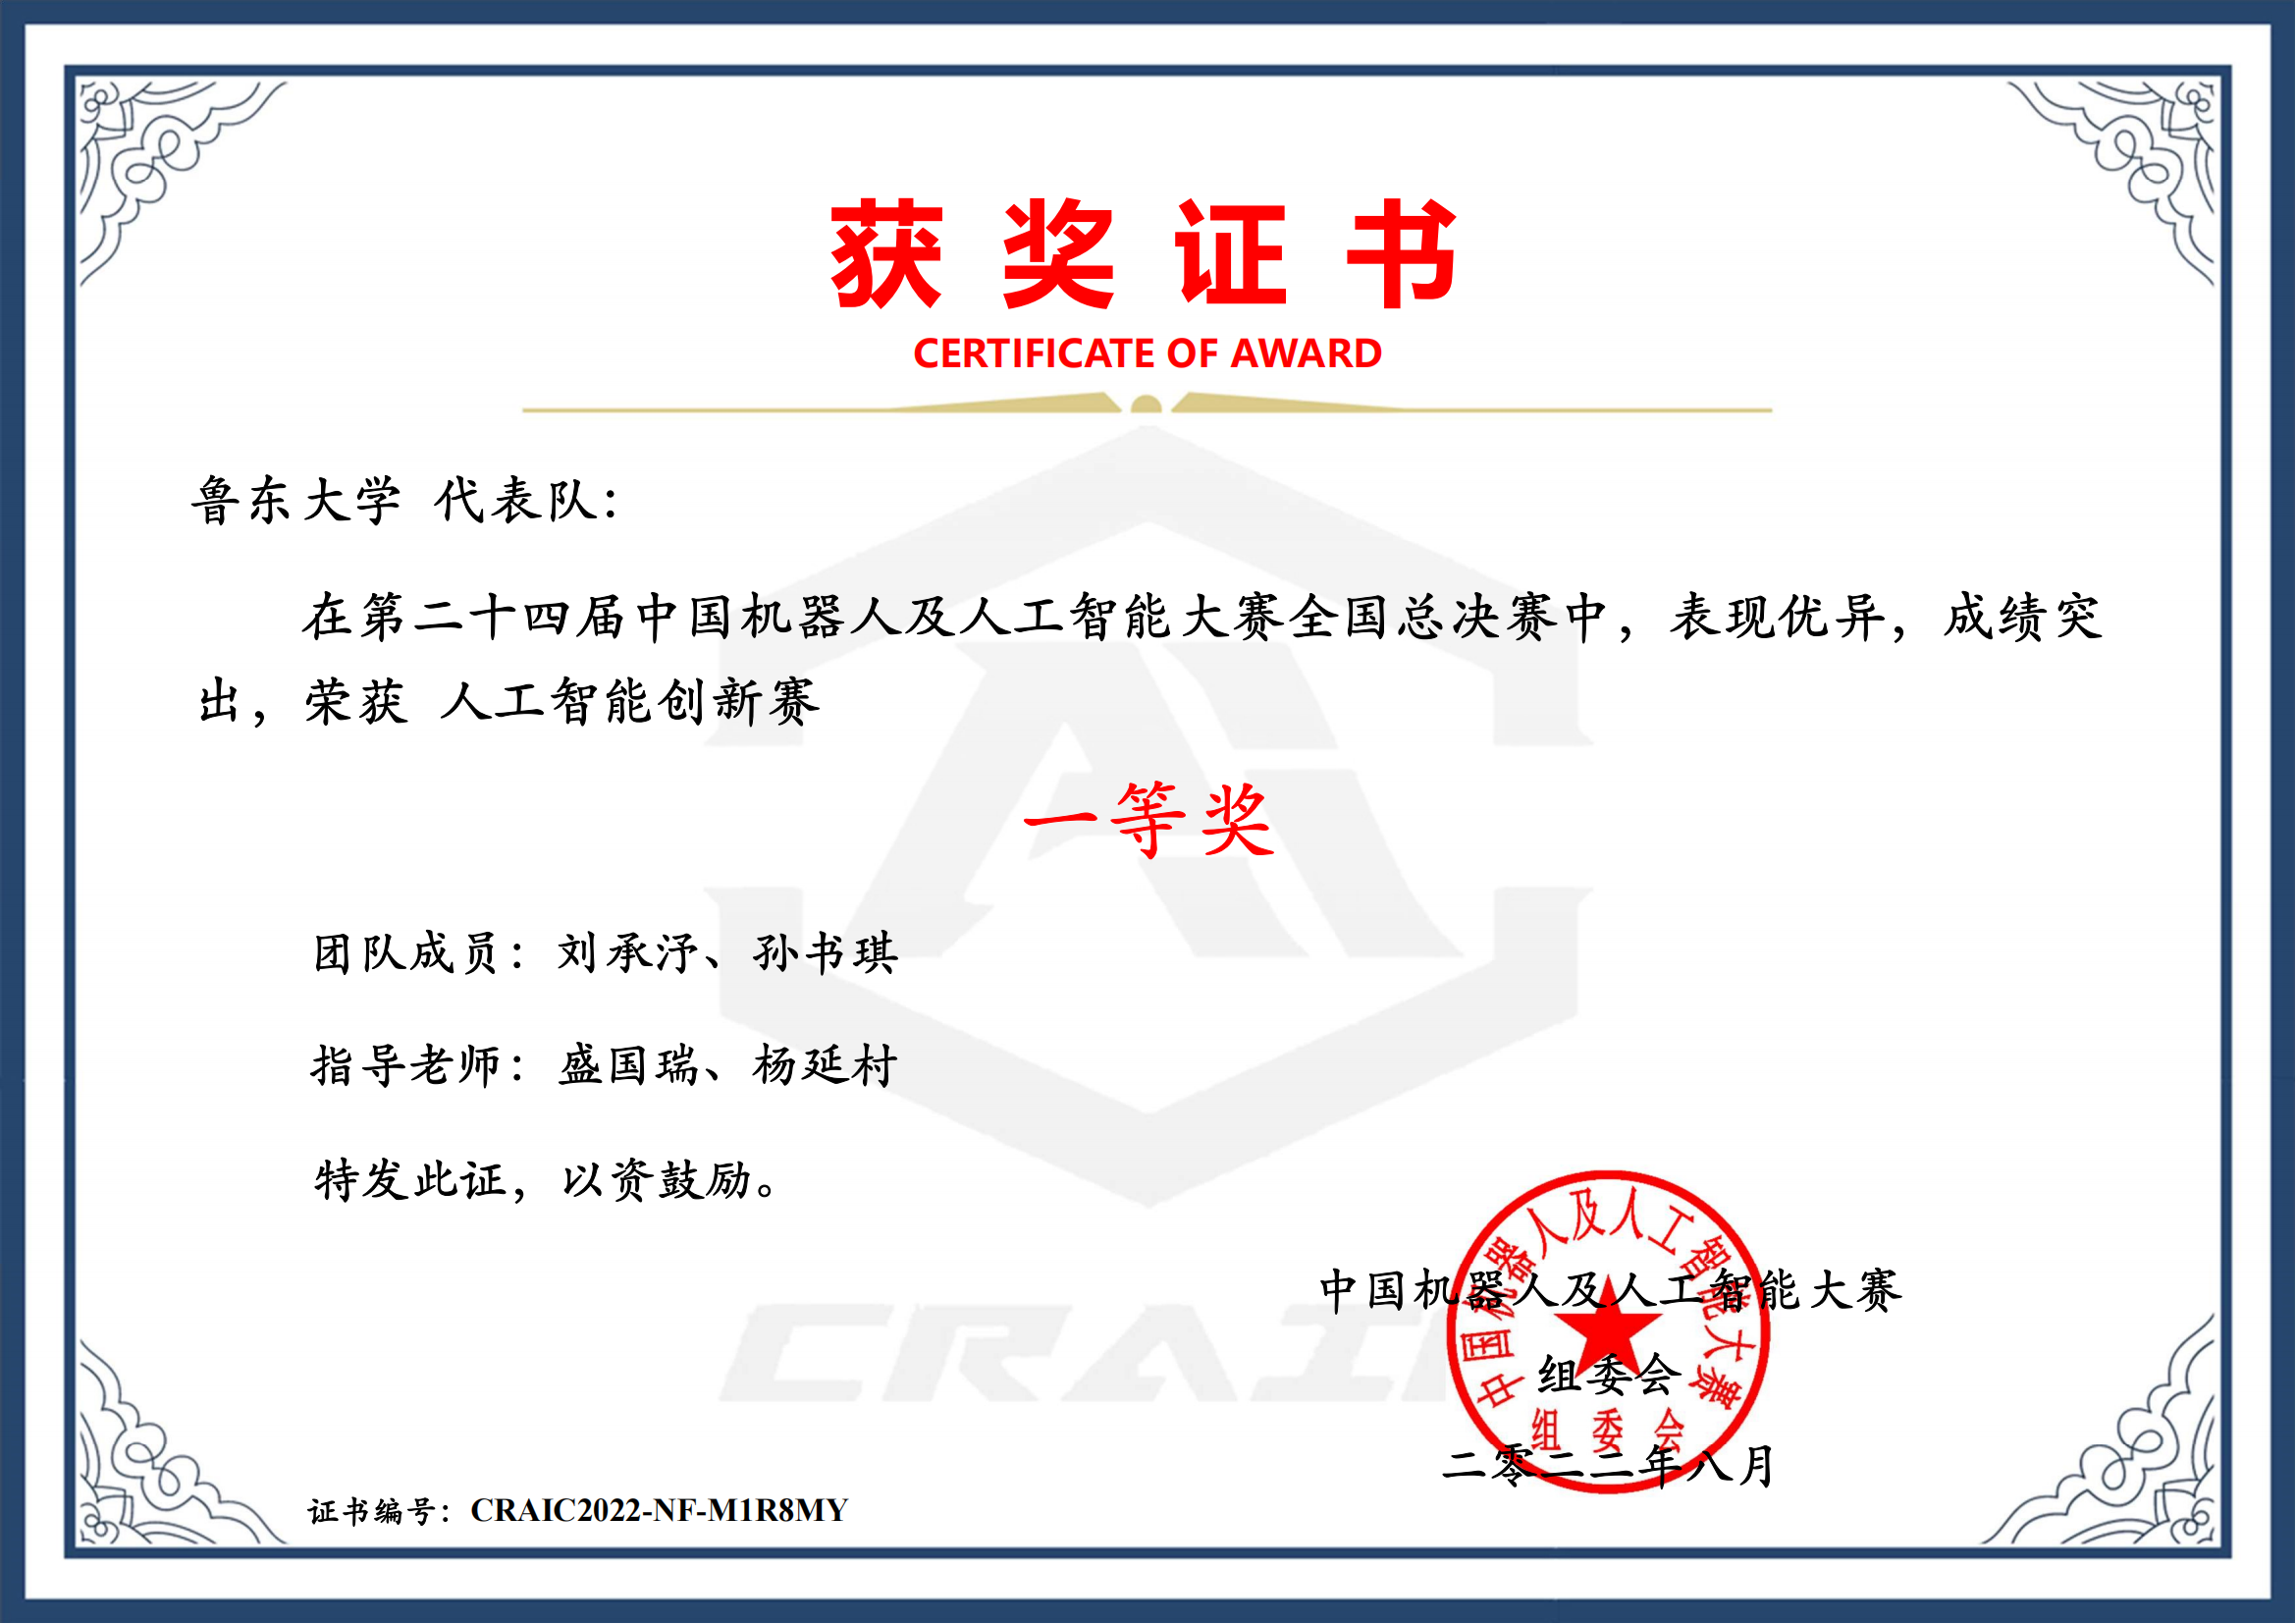 获奖证书
CERTIFICATE OF AWARD
鲁东大学 代表队：
在第二十四届中国机器人及人工智能大赛全国总决赛中，表现优异，成绩突
出，荣获 人工智能创新赛
一等奖
团队成员：刘承汿、孙书琪
指导老师：盛国瑞、杨延村
特发此证，以资鼓励。
中国机器人及人工智能大赛
组委会
二零二二年八月
中国机器人及人工智能大赛
组委会
CRAIC
证书编号：CRAIC2022-NF-M1R8MY